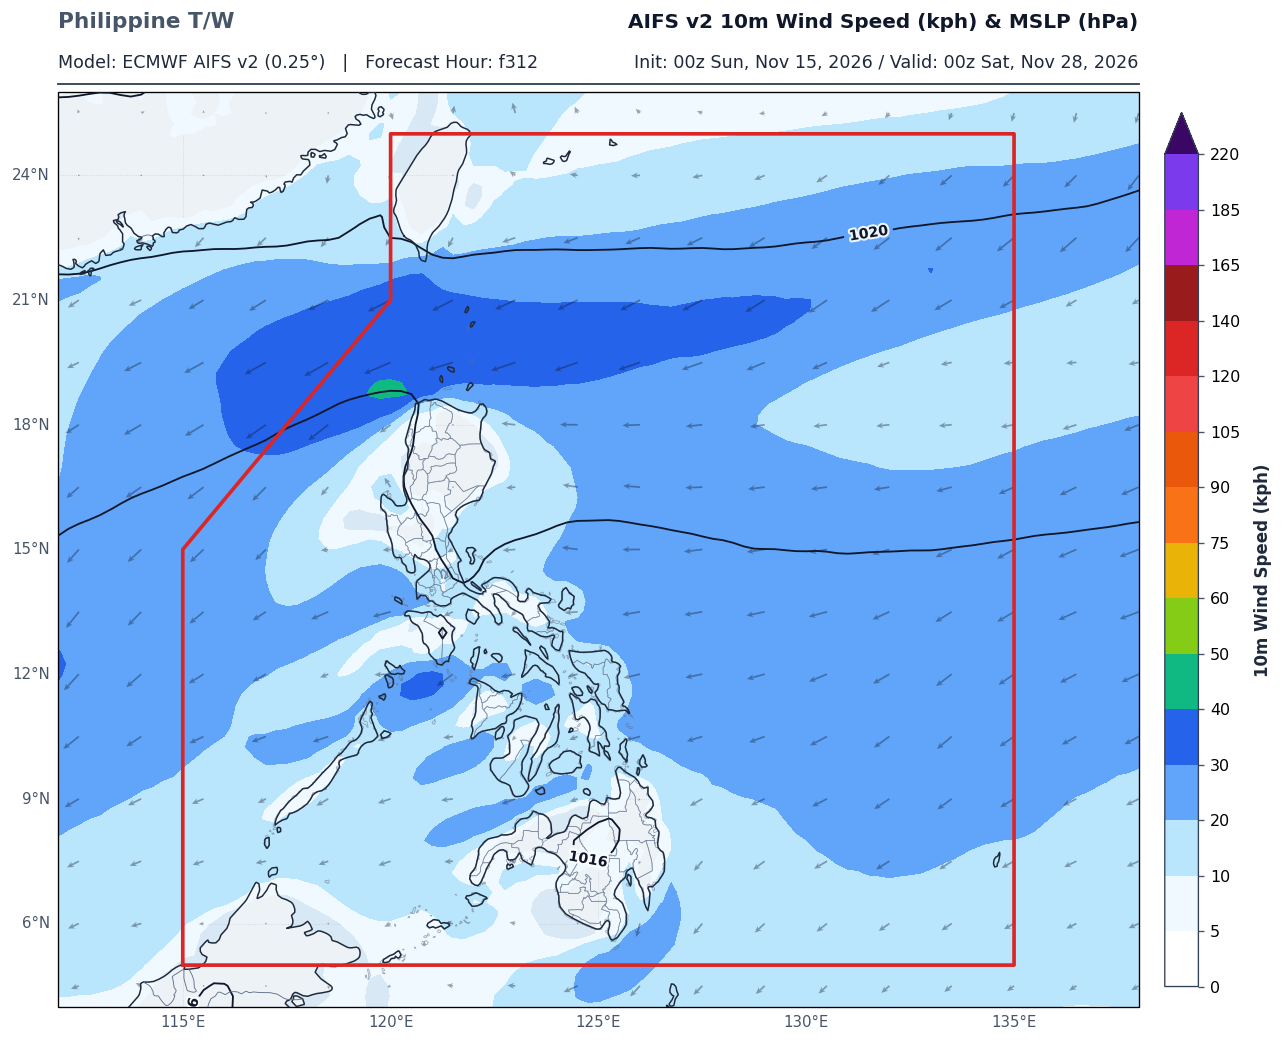 Philippine T/W
AIFS v2 10m Wind Speed (kph) & MSLP (hPa)
Model: ECMWF AIFS v2 (0.25°) | Forecast Hour: f312
Init: 00z Sun, Nov 15, 2026 / Valid: 00z Sat, Nov 28, 2026
24°N
21°N
18°N
15°N
12°N
9°N
6°N
1020
1016
115°E
120°E
125°E
130°E
135°E
220
185
165
140
120
105
90
75
60
50
40
30
20
10
5
0
10m Wind Speed (kph)